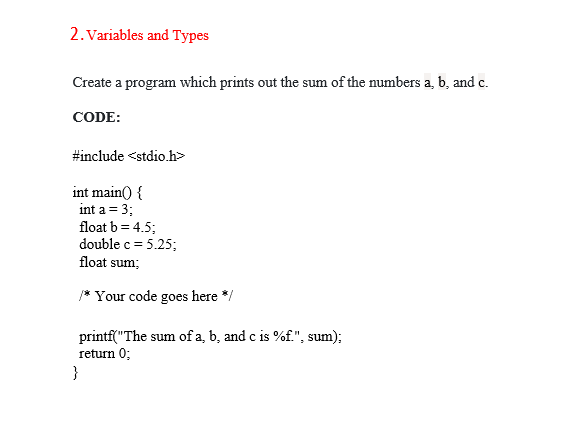 2. Variables and Types
Create a program which prints out the sum of the numbers a, b, and c.
CODE:
#include <stdio.h>
int main() {
int a = 3;
float b = 4.5;
double c = 5.25;
float sum;
/* Your code goes here */
printf("The sum of a, b, and c is %f.", sum);
return 0;
}